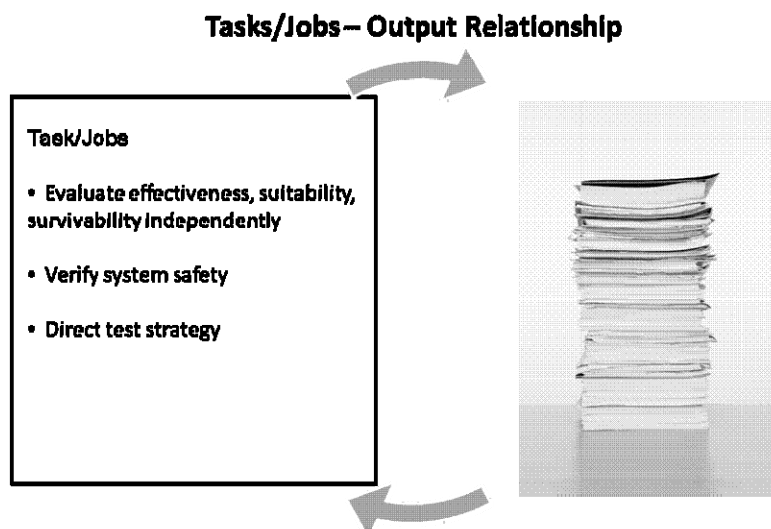 Tasks/Jobs – Output Relationship
Task/Jobs
• Evaluate effectiveness, suitability,
survivability independently
• Verify system safety
• Direct test strategy